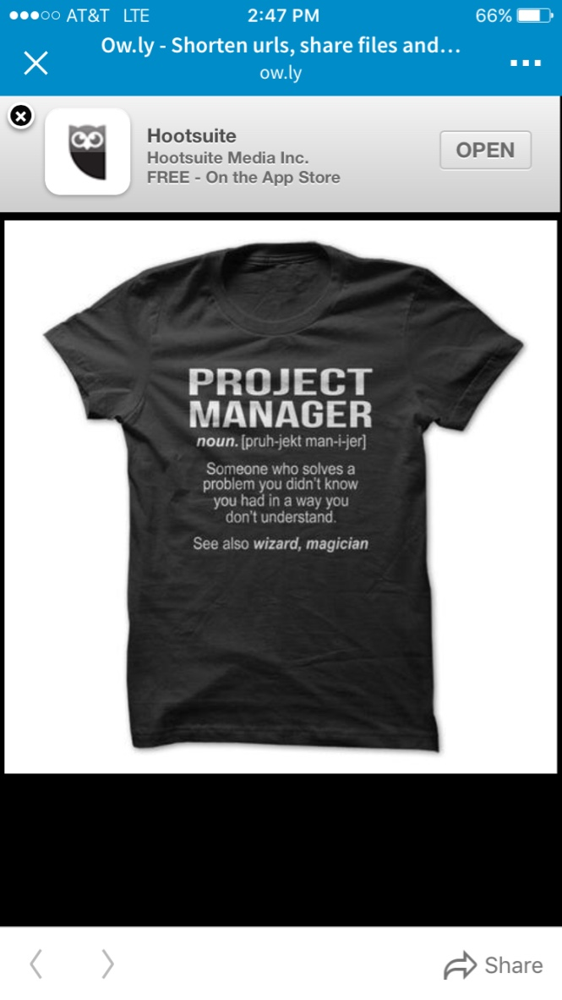 AT&T LTE 2:47 PM 66%
Ow.ly - Shorten urls, share files and...
ow.ly
Hootsuite
Hootsuite Media Inc.
FREE - On the App Store
OPEN
PROJECT
MANAGER
noun. [pruh-jekt man-i-jer]
Someone who solves a
problem you didn't know
you had in a way you
don't understand.
See also wizard, magician
Share